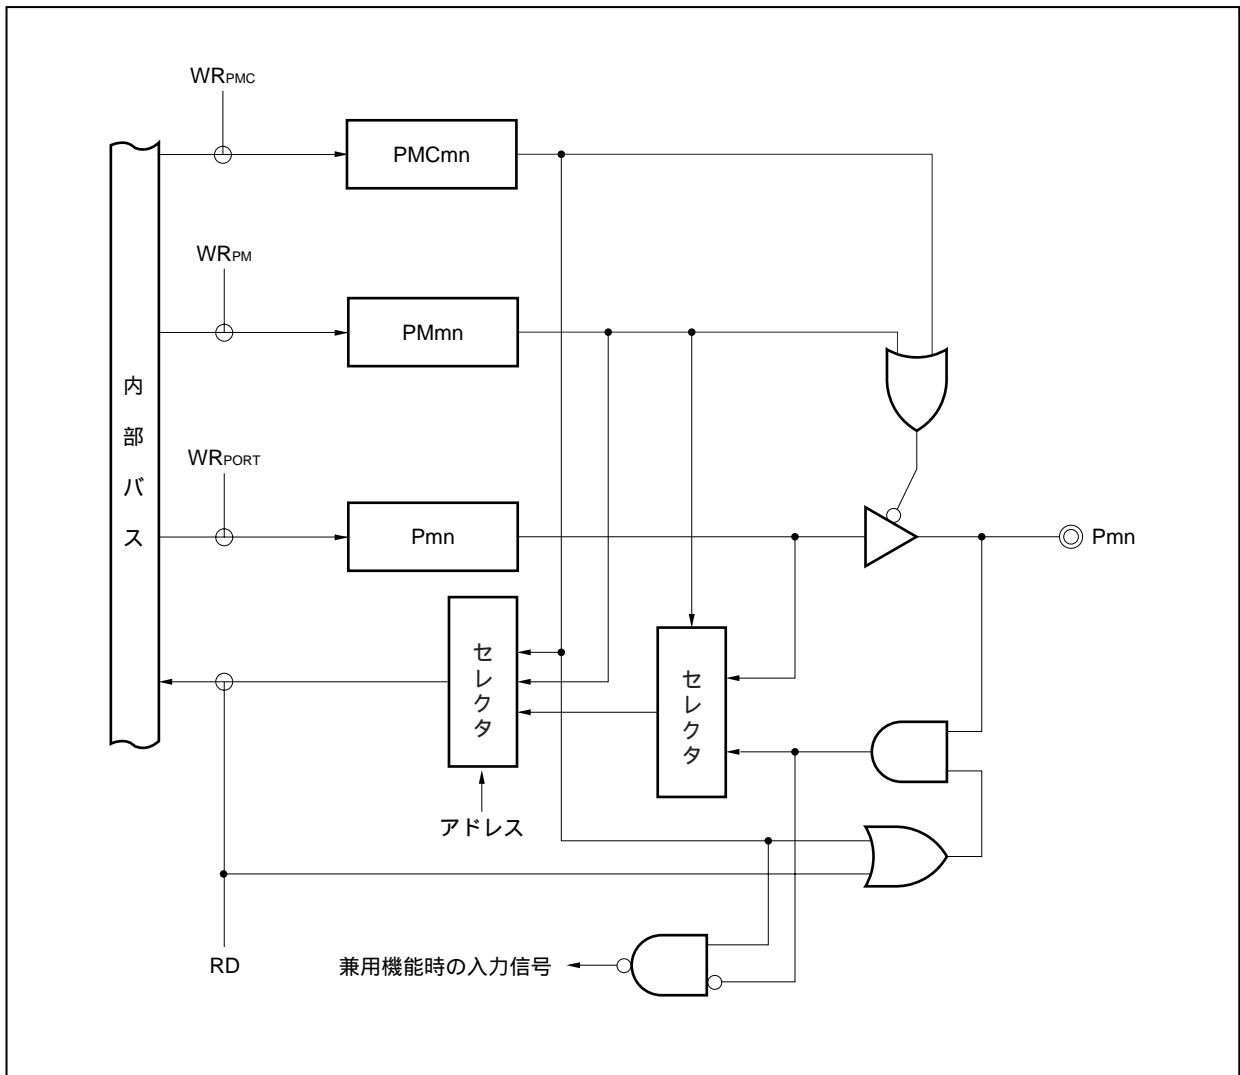 WRPMC
PMCmn
WRPM
PMmn
内部バス
WRPORT
Pmn
Pmn
セレクタ
セレクタ
アドレス
RD
兼用機能時の入力信号